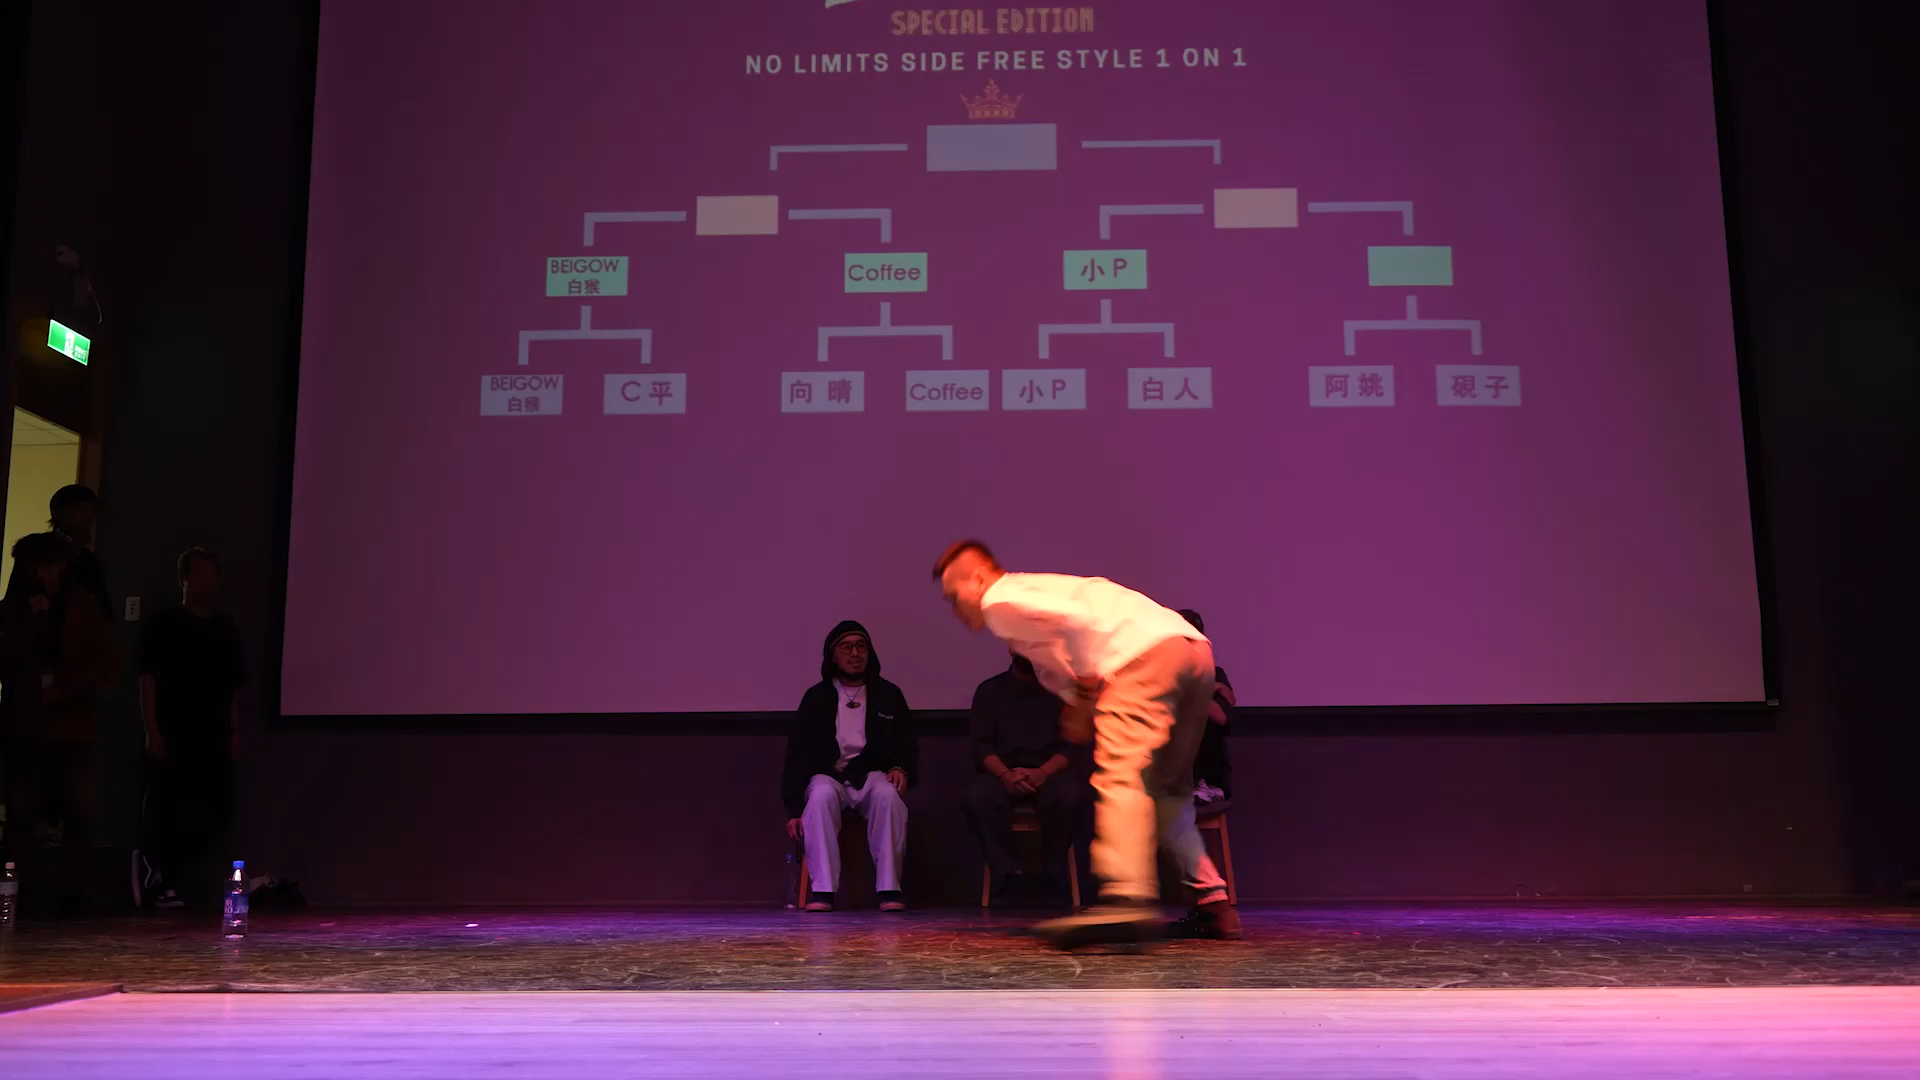 SPECIAL EDITION
NO LIMITS SIDE FREE STYLE 1 ON 1
BEIGOW
白猴
Coffee
小P
BEIGOW
白猴
C平
向晴
Coffee
小P
白人
阿姚
硯子